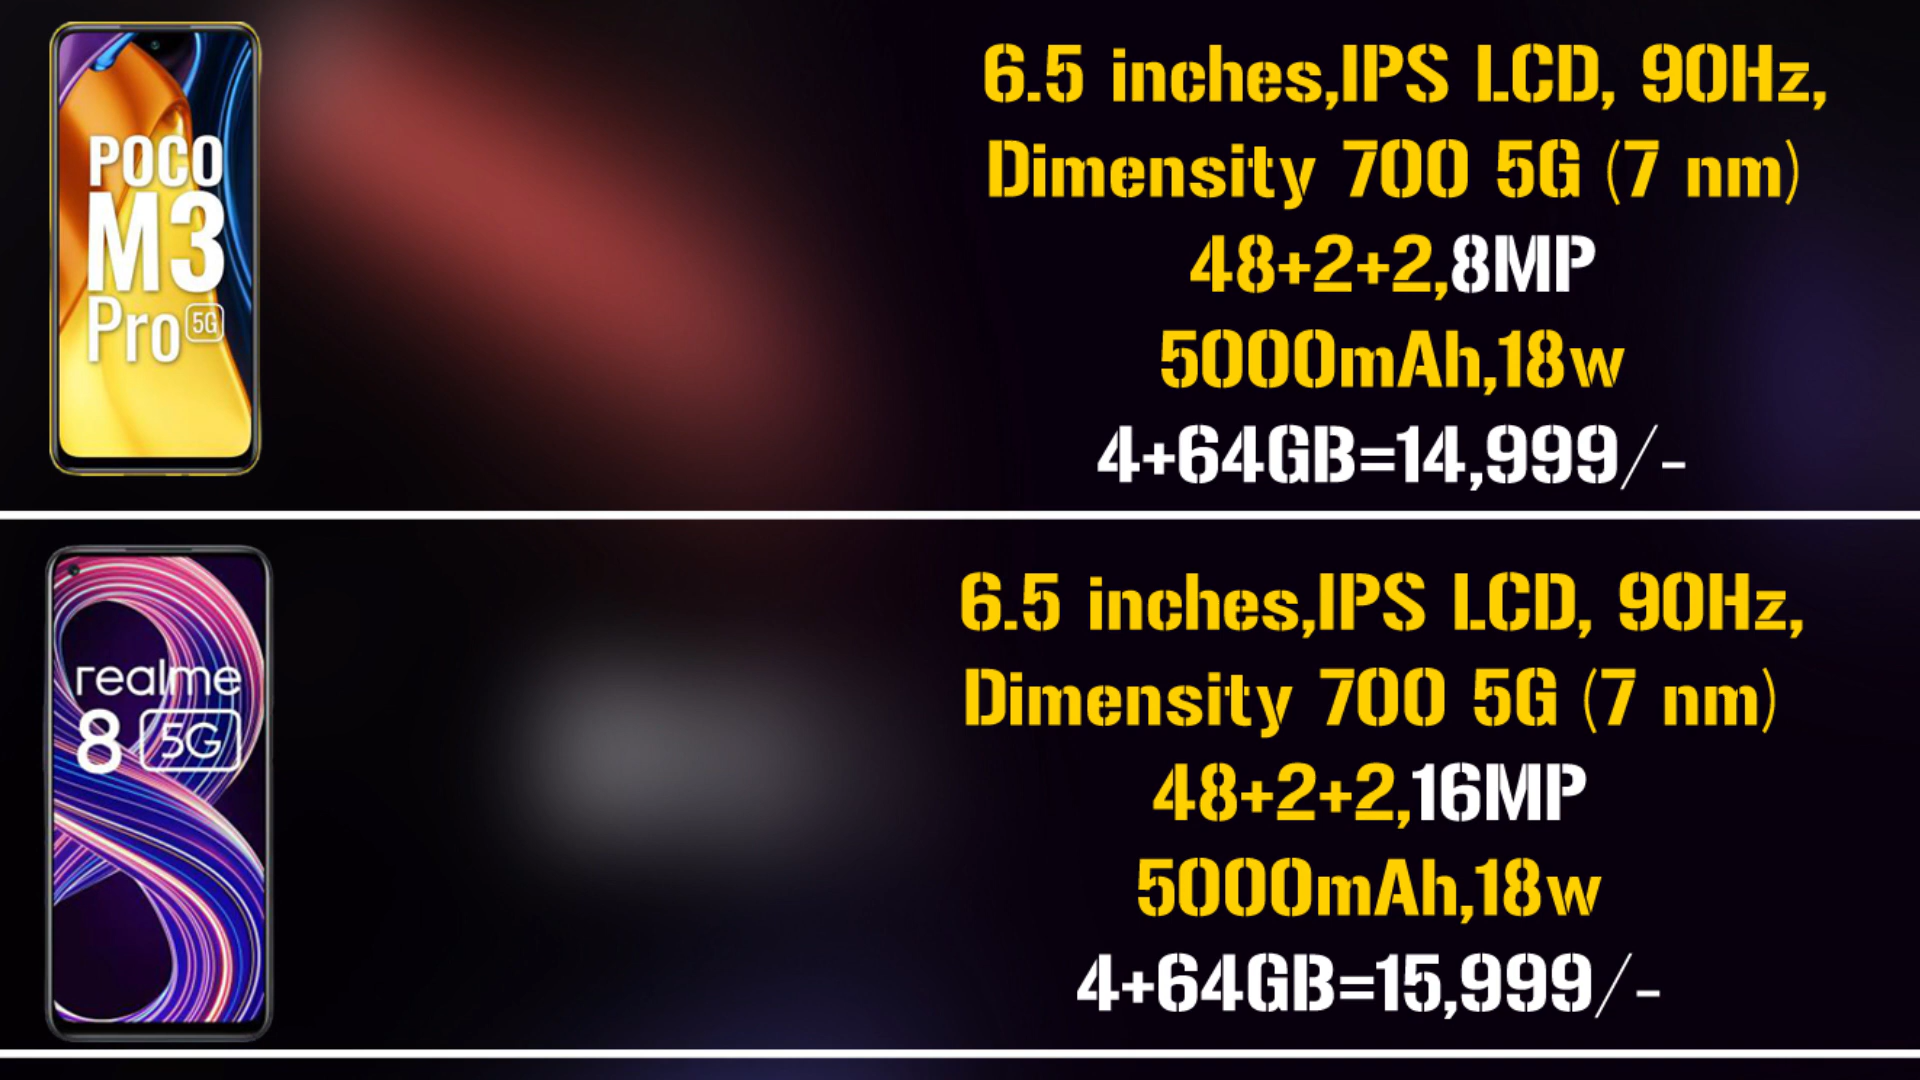 POCO
M3
Pro 5G
6.5 inches,IPS LCD, 90Hz,
Dimensity 700 5G (7 nm)
48+2+2,8MP
5000mAh,18w
4+64GB=14,999/-
realme
8 5G
6.5 inches,IPS LCD, 90Hz,
Dimensity 700 5G (7 nm)
48+2+2,16MP
5000mAh,18w
4+64GB=15,999/-